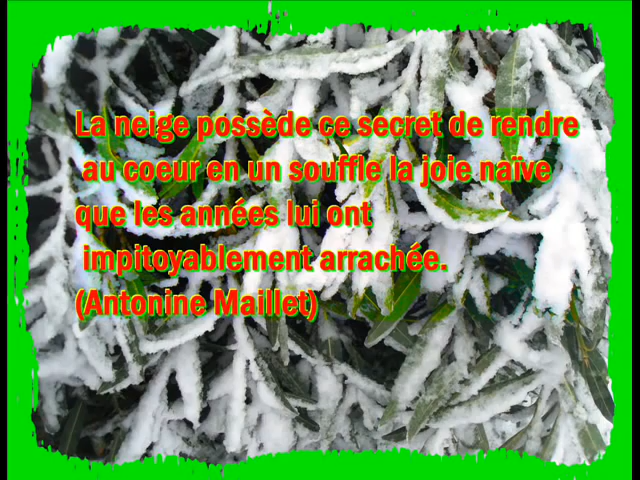 La neige possède ce secret de rendre
au coeur en un souffle la joie naïve
que les années lui ont
impitoyablement arrachée.
(Antonine Maillet)